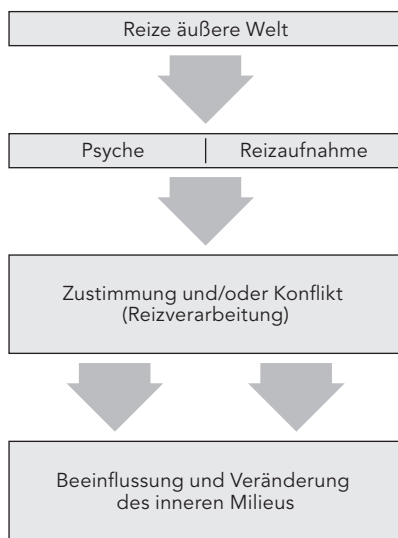 Reize äußere Welt
Psyche | Reizaufnahme
Zustimmung und/oder Konflikt
(Reizverarbeitung)
Beeinflussung und Veränderung
des inneren Milieus